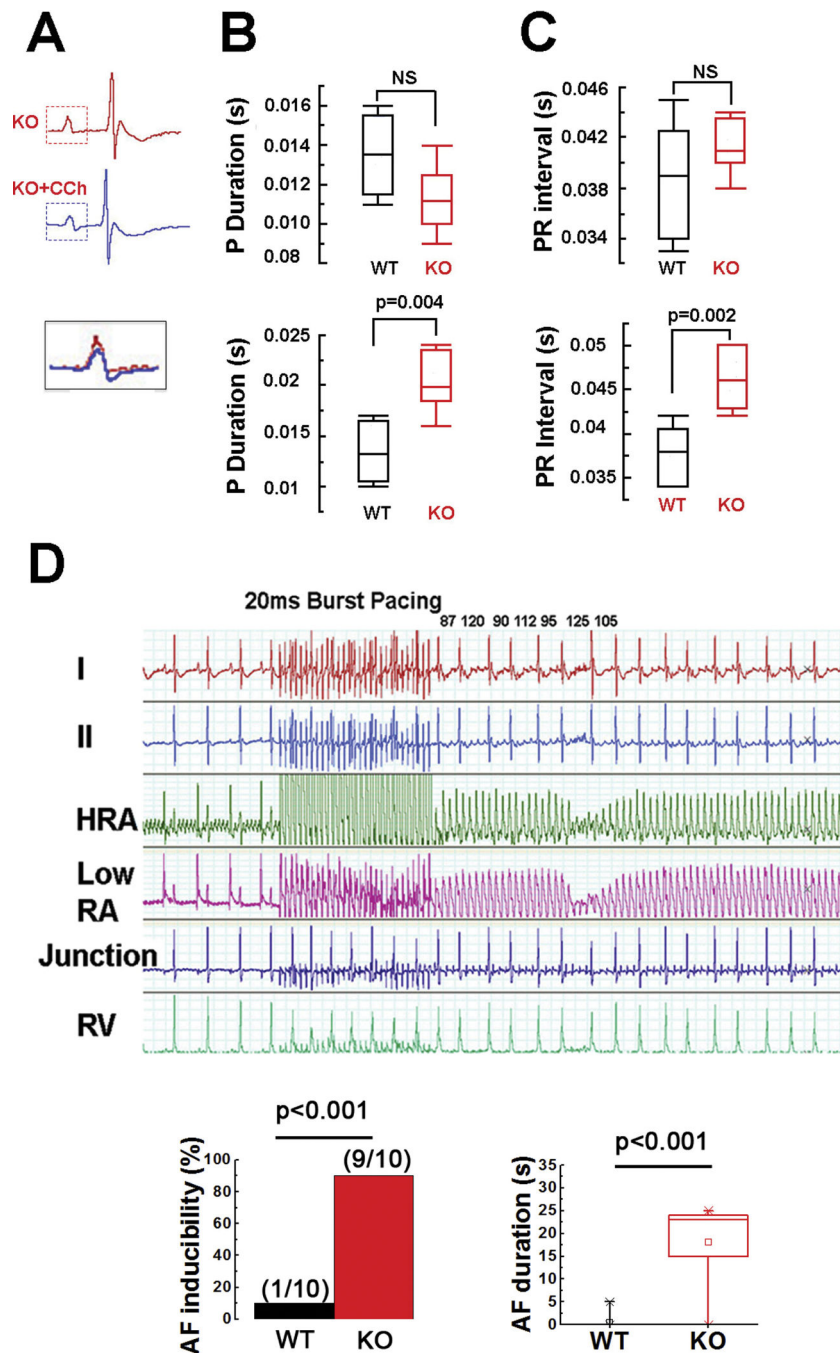 A
B
C
KO
KO+CCh
NS
P Duration (s)
0.016
0.014
0.012
0.010
0.08
WT
KO
NS
PR interval (s)
0.046
0.042
0.038
0.034
WT
KO
p=0.004
P Duration (s)
0.025
0.02
0.015
0.01
WT
KO
p=0.002
PR Interval (s)
0.05
0.045
0.04
0.035
WT
KO
D
20ms Burst Pacing
87 120 90 112 95 125 105
I
II
HRA
Low
RA
Junction
RV
p<0.001
AF inducibility (%)
100
80
60
40
20
0
(1/10)
(9/10)
WT
KO
p<0.001
AF duration (s)
35
30
25
20
15
10
5
0
WT
KO